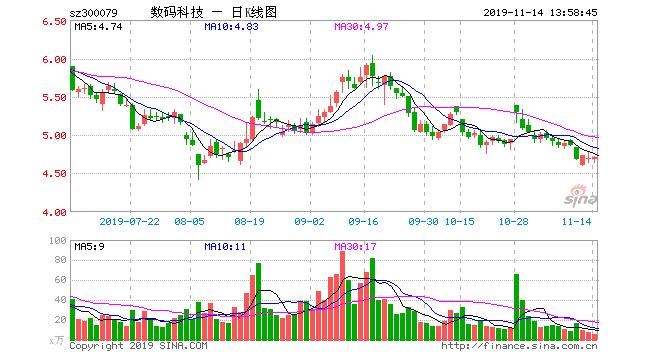 sz300079 数码科技 一 日K线图 2019-11-14 13:58:45
MA5:4.74 MA10:4.83 MA30:4.97
6.50
6.00
5.50
5.00
4.50
4.00
sina
2019-07-22 08-05 08-19 09-02 09-16 09-30 10-15 10-28 11-14
MA5:9 MA10:11 MA30:17
100
80
60
40
20
x万
Copyright 2019 SINA.COM http://finance.sina.com.cn